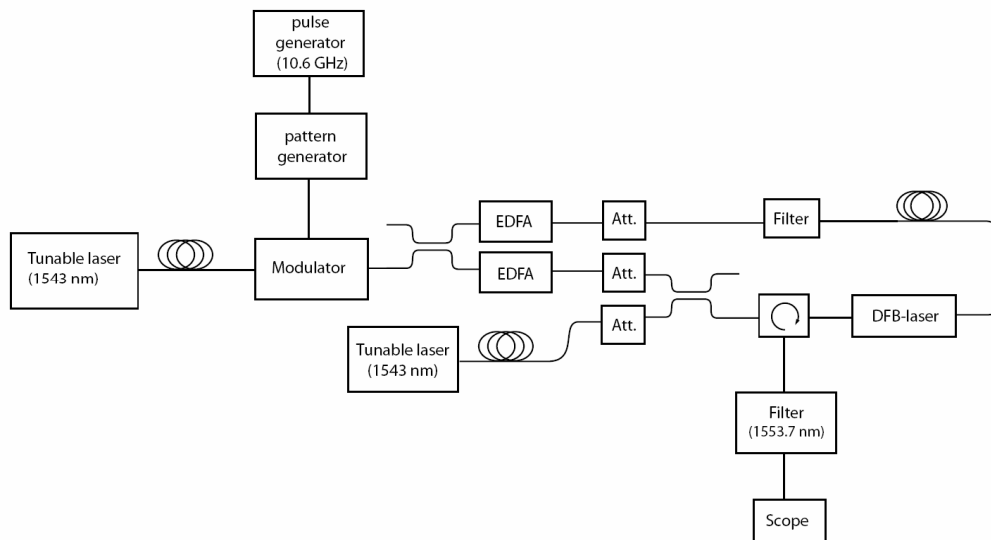 pulse
generator
(10.6 GHz)
pattern
generator
Tunable laser
(1543 nm)
Modulator
EDFA
Att.
Filter
EDFA
Att.
Tunable laser
(1543 nm)
Att.
DFB-laser
Filter
(1553.7 nm)
Scope